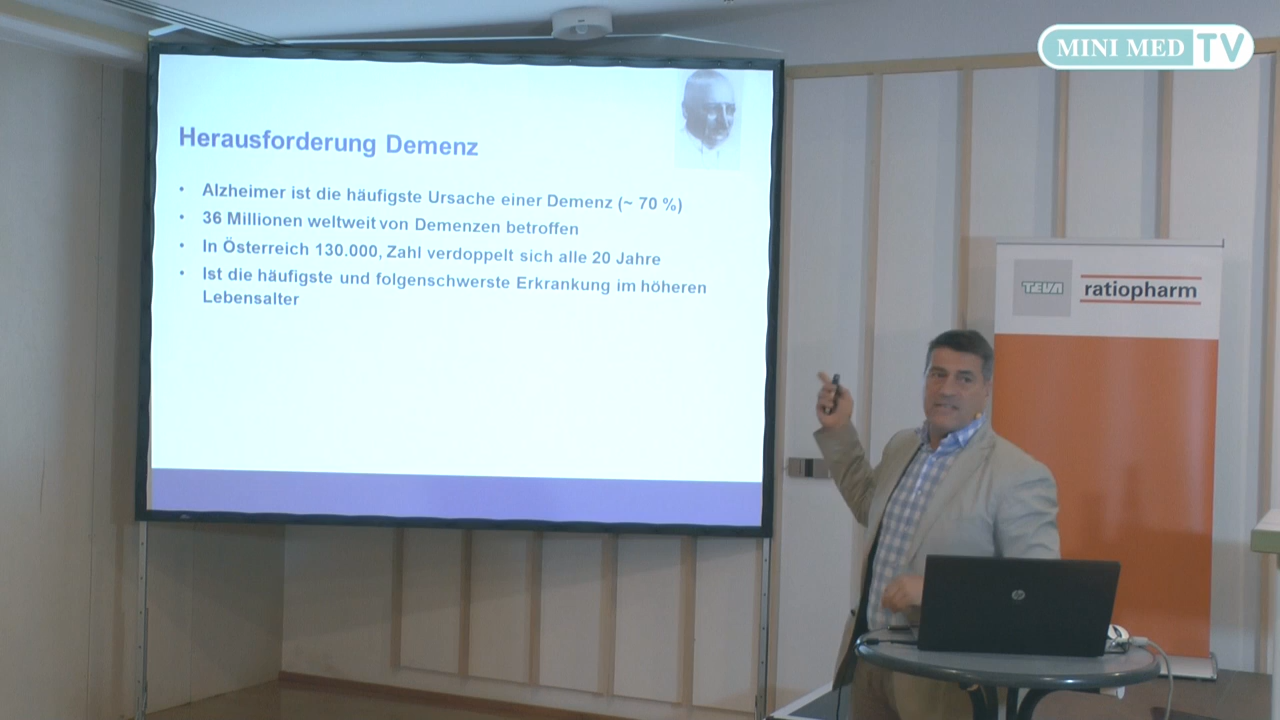 MINI MED TV
Herausforderung Demenz
• Alzheimer ist die häufigste Ursache einer Demenz (~ 70 %)
• 36 Millionen weltweit von Demenzen betroffen
• In Österreich 130.000, Zahl verdoppelt sich alle 20 Jahre
• Ist die häufigste und folgenschwerste Erkrankung im höheren
Lebensalter
TEVA
ratiopharm
hp